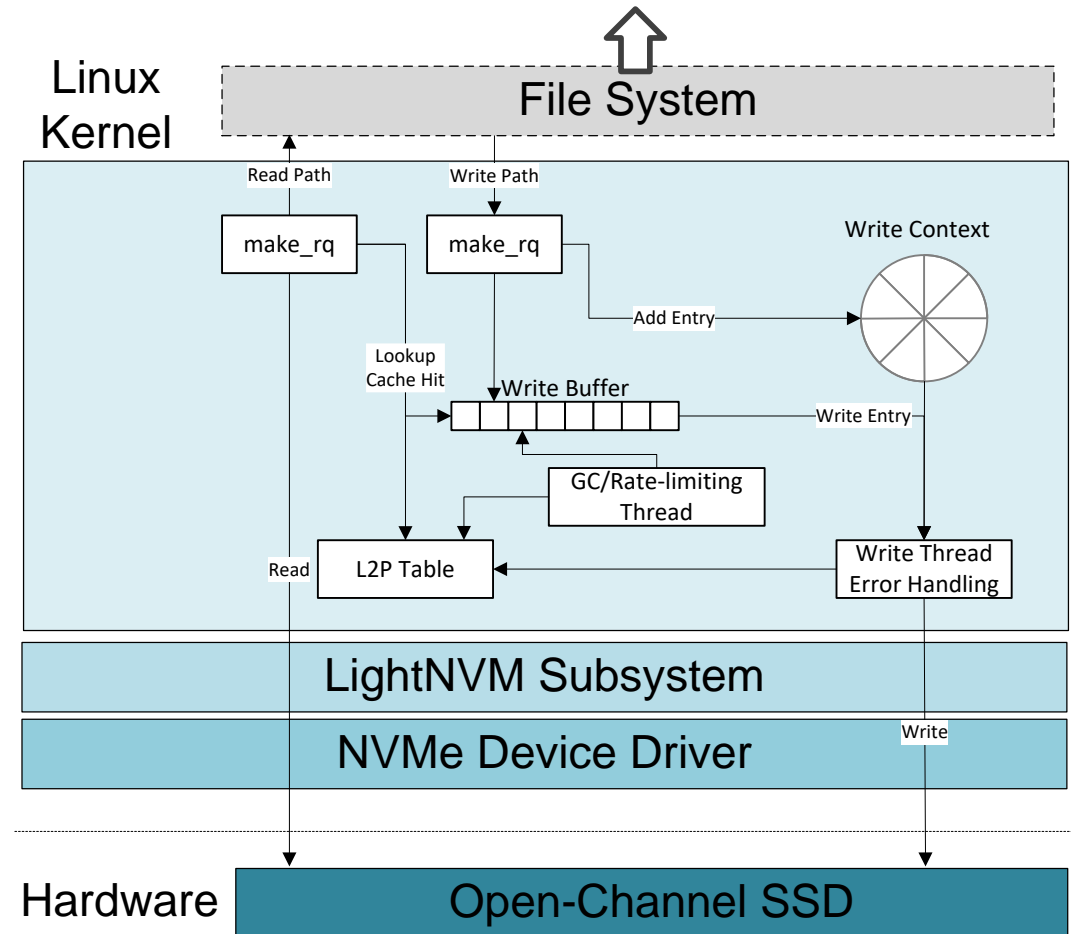 Linux
Kernel
File System
Read Path
Write Path
make_rq
make_rq
Write Context
Add Entry
Lookup
Cache Hit
Write Buffer
Write Entry
GC/Rate-limiting
Thread
Read
L2P Table
Write Thread
Error Handling
LightNVM Subsystem
NVMe Device Driver
Write
Hardware
Open-Channel SSD